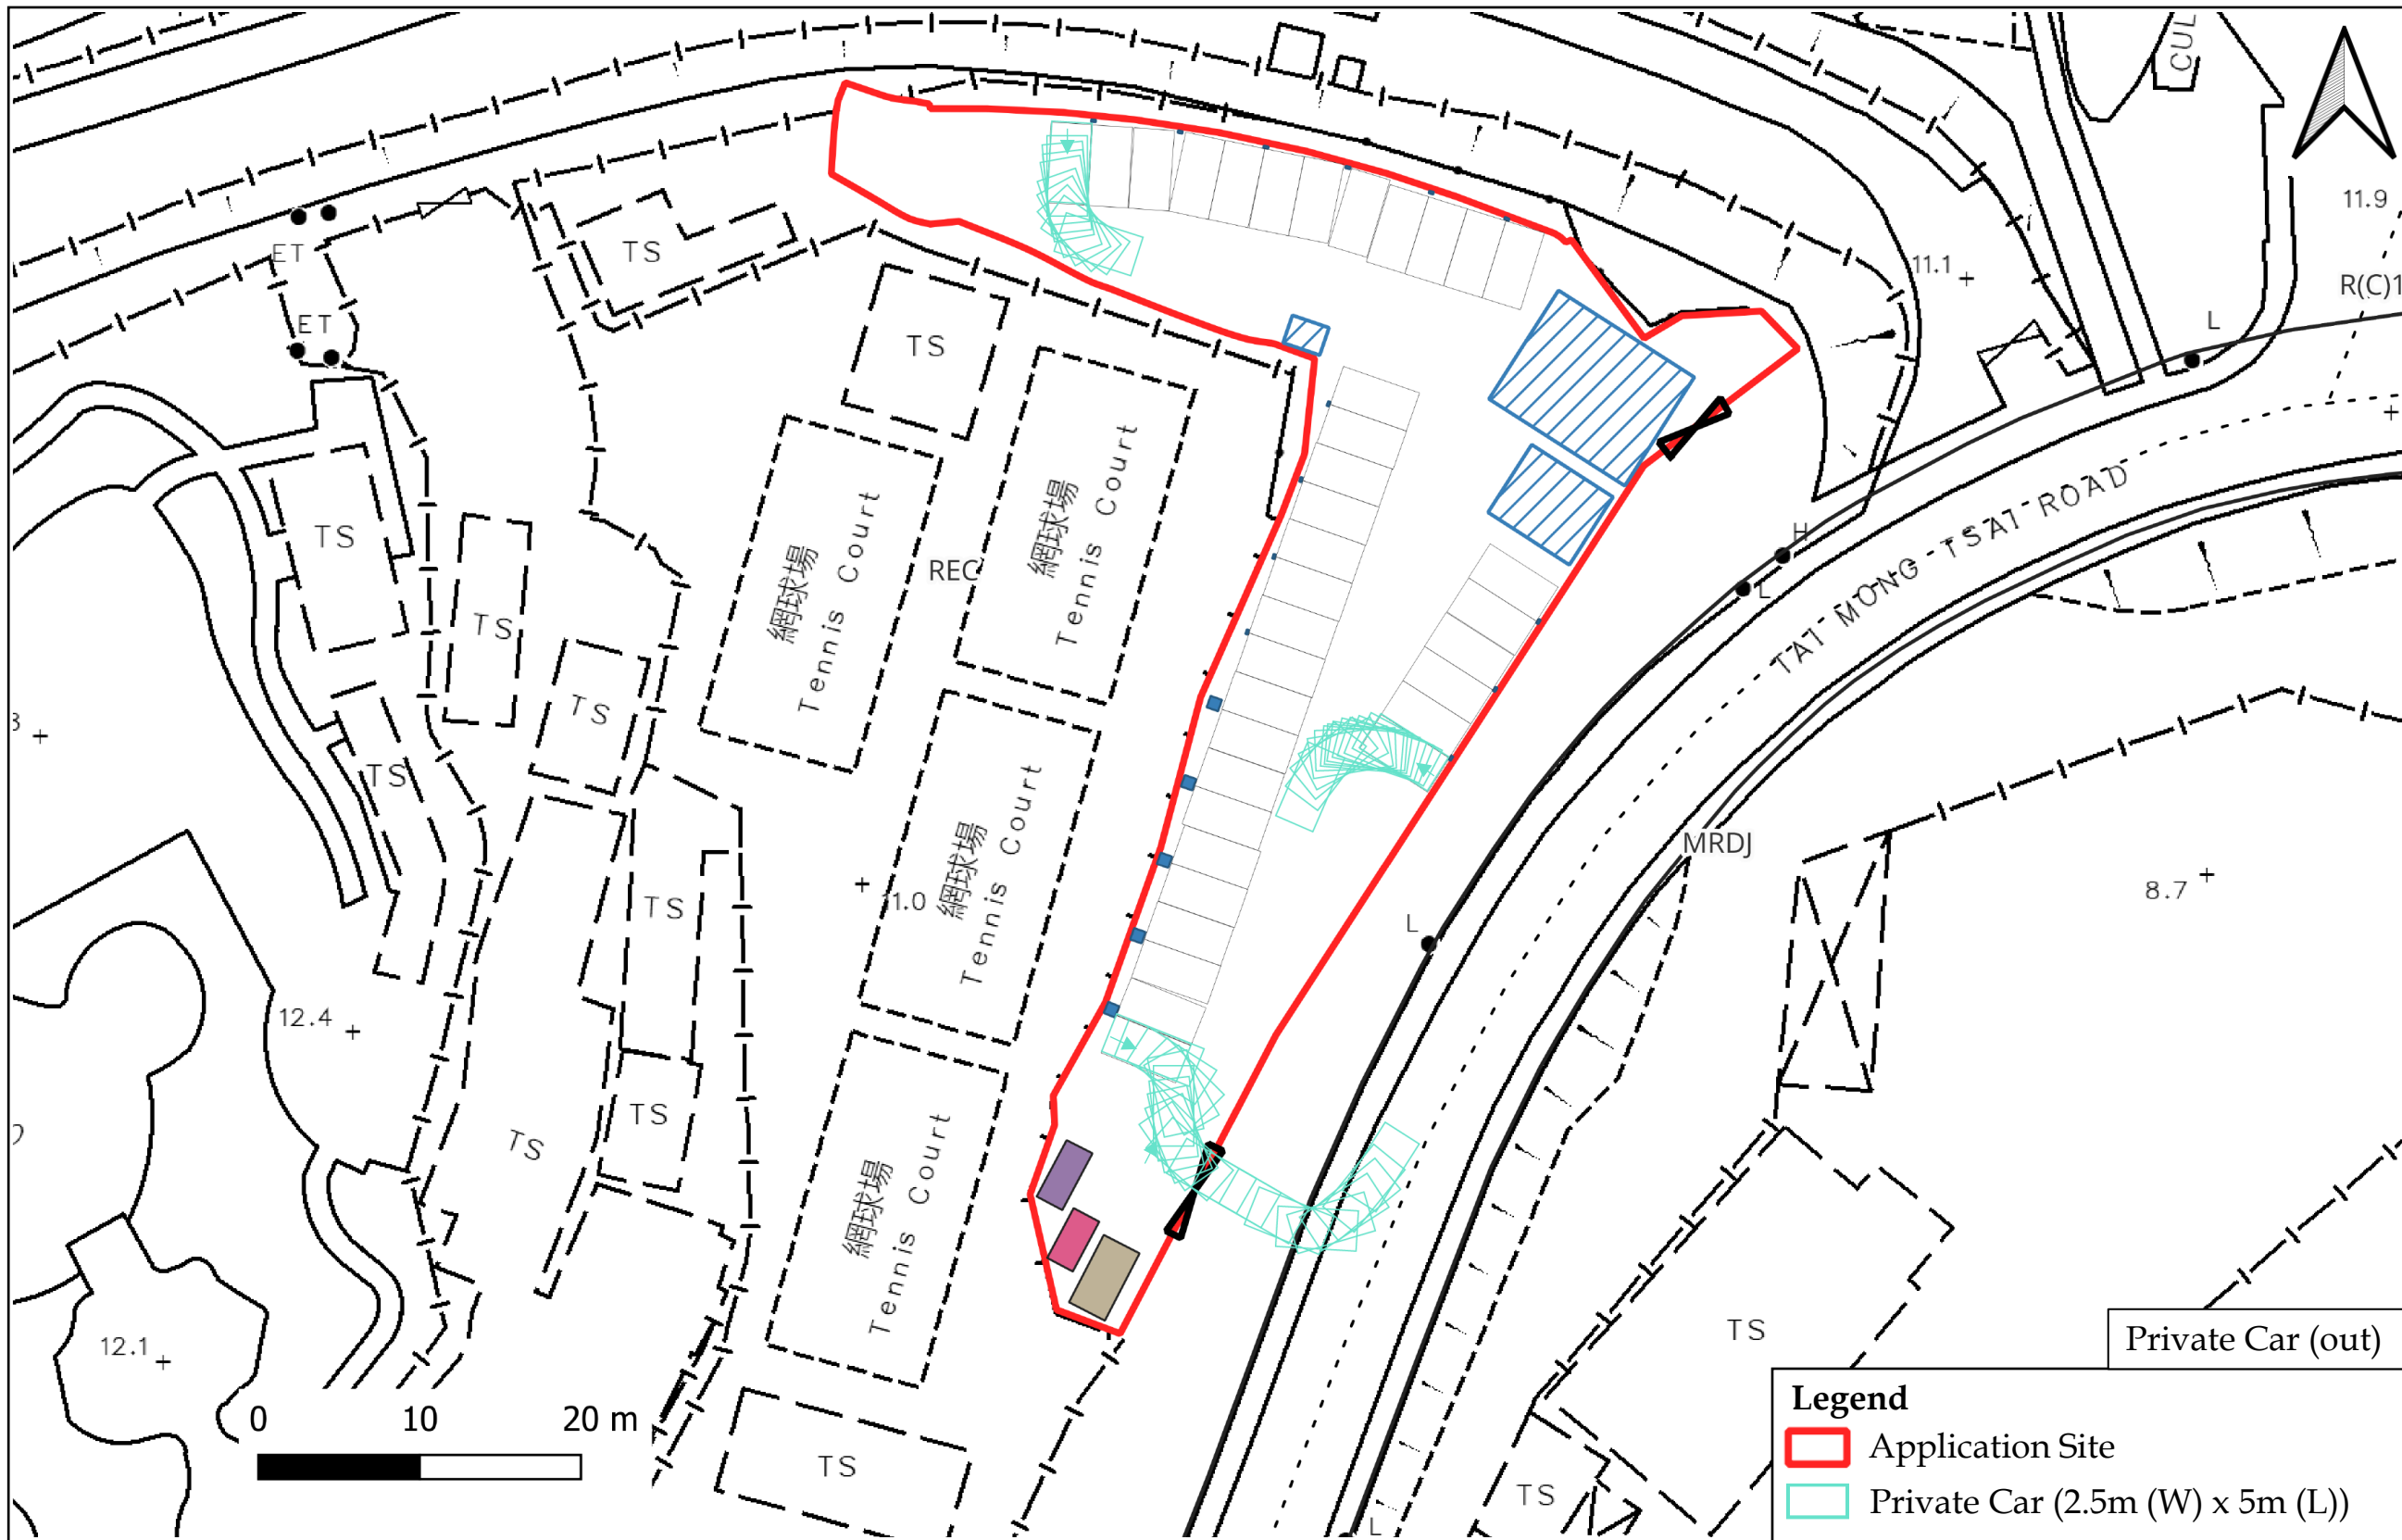 CUL
11.9
ET
TS
11.1
R(C)1
ET
L
TS
網球場
Tennis Court
TAI MONG TSAI ROAD
網球場
Tennis Court
TS
H
REC
L
TS
TS
3
TS
網球場
Tennis Court
MRDJ
8.7
11.0
TS
L
12.4
網球場
Tennis Court
TS
TS
TS
12.1
Private Car (out)
Legend
0 10 20 m
Application Site
TS
TS
Private Car (2.5m (W) x 5m (L))
L